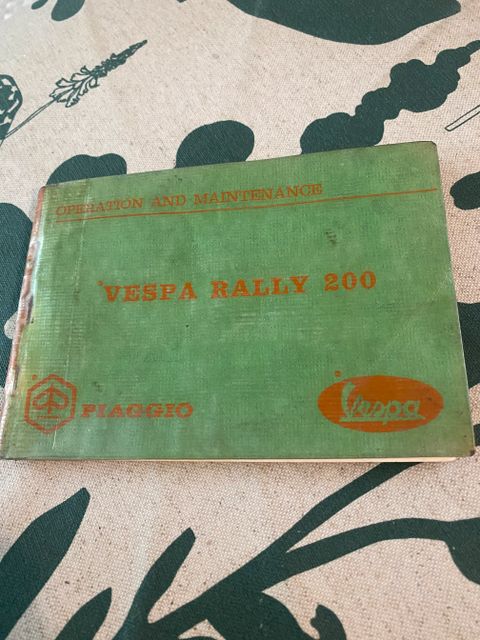 OPERATION AND MAINTENANCE
VESPA RALLY 200
PIAGGIO
Vespa